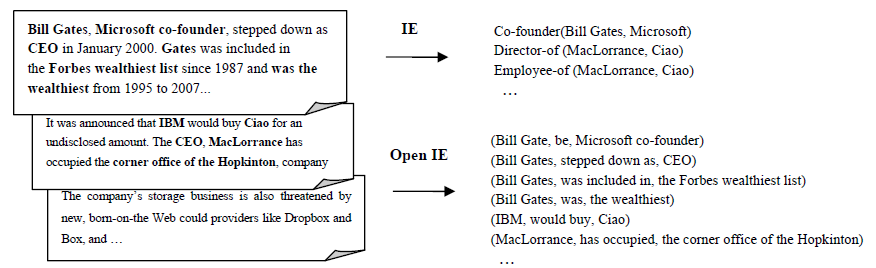 Bill Gates, Microsoft co-founder, stepped down as
CEO in January 2000. Gates was included in
the Forbes wealthiest list since 1987 and was the
wealthiest from 1995 to 2007...
It was announced that IBM would buy Ciao for an
undisclosed amount. The CEO, MacLorrance has
occupied the corner office of the Hopkinton, company
The company's storage business is also threatened by
new, born-on-the Web could providers like Dropbox and
Box, and …
IE
Co-founder(Bill Gates, Microsoft)
Director-of (MacLorrance, Ciao)
Employee-of (MacLorrance, Ciao)
…
Open IE
(Bill Gate, be, Microsoft co-founder)
(Bill Gates, stepped down as, CEO)
(Bill Gates, was included in, the Forbes wealthiest list)
(Bill Gates, was, the wealthiest)
(IBM, would buy, Ciao)
(MacLorrance, has occupied, the corner office of the Hopkinton)
…